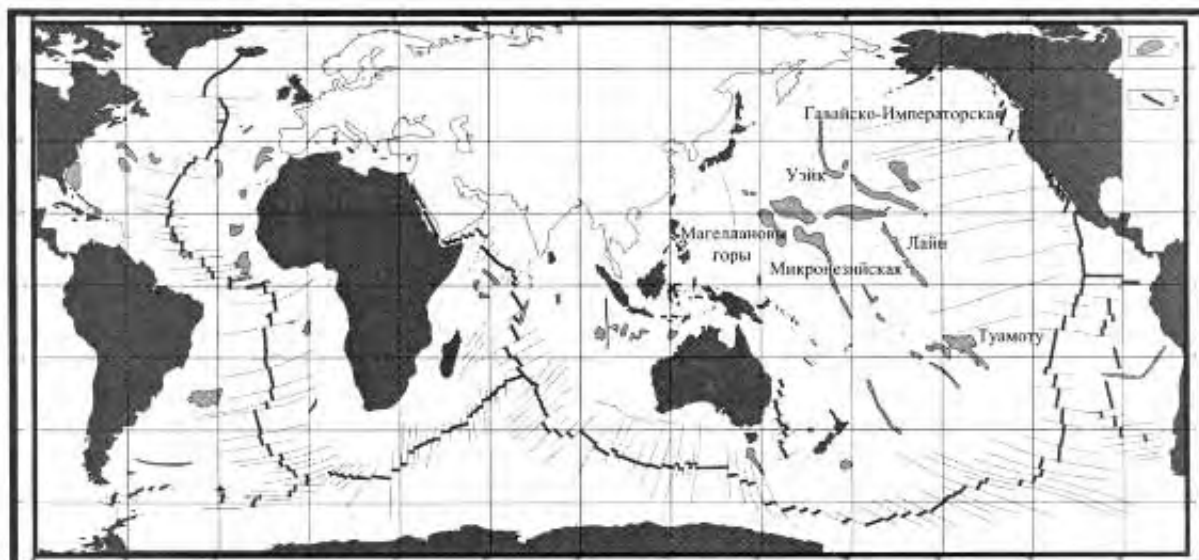 Гавайско-Императорская
Уэйк
Магеллановы
горы
Лайн
Микронезийская
Туамоту